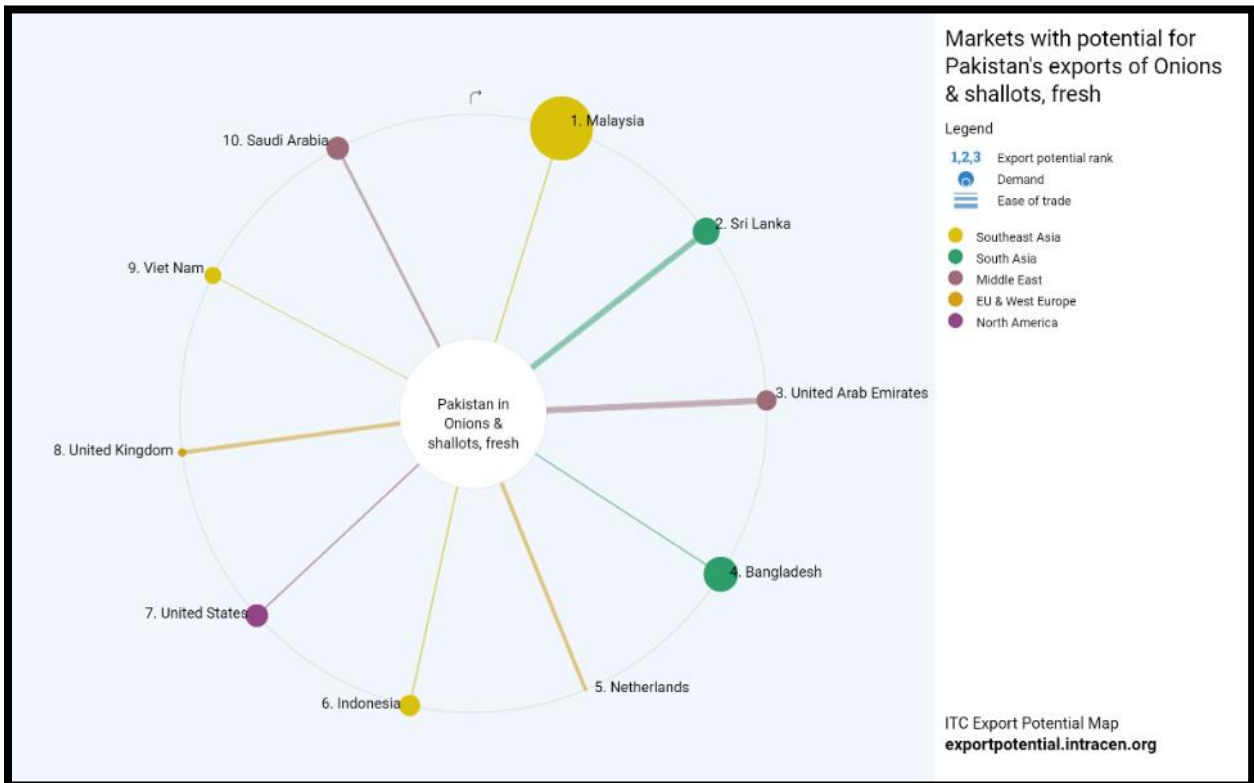 Markets with potential for
Pakistan's exports of Onions
& shallots, fresh
Legend
1,2,3 Export potential rank
Demand
Ease of trade
Southeast Asia
South Asia
Middle East
EU & West Europe
North America
1. Malaysia
2. Sri Lanka
3. United Arab Emirates
4. Bangladesh
5. Netherlands
6. Indonesia
7. United States
8. United Kingdom
9. Viet Nam
10. Saudi Arabia
Pakistan in
Onions &
shallots, fresh
ITC Export Potential Map
exportpotential.intracen.org